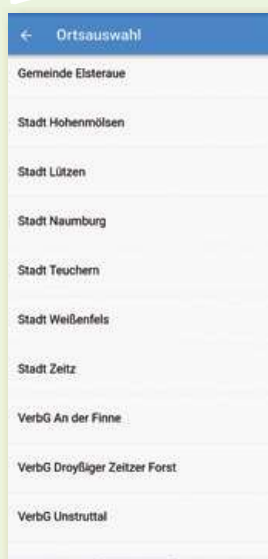 Ortsauswahl
Gemeinde Elsteraue
Stadt Hohenmölsen
Stadt Lützen
Stadt Naumburg
Stadt Teuchern
Stadt Weißenfels
Stadt Zeitz
VerbG An der Finne
VerbG Droyßiger Zeitzer Forst
VerbG Unstruttal